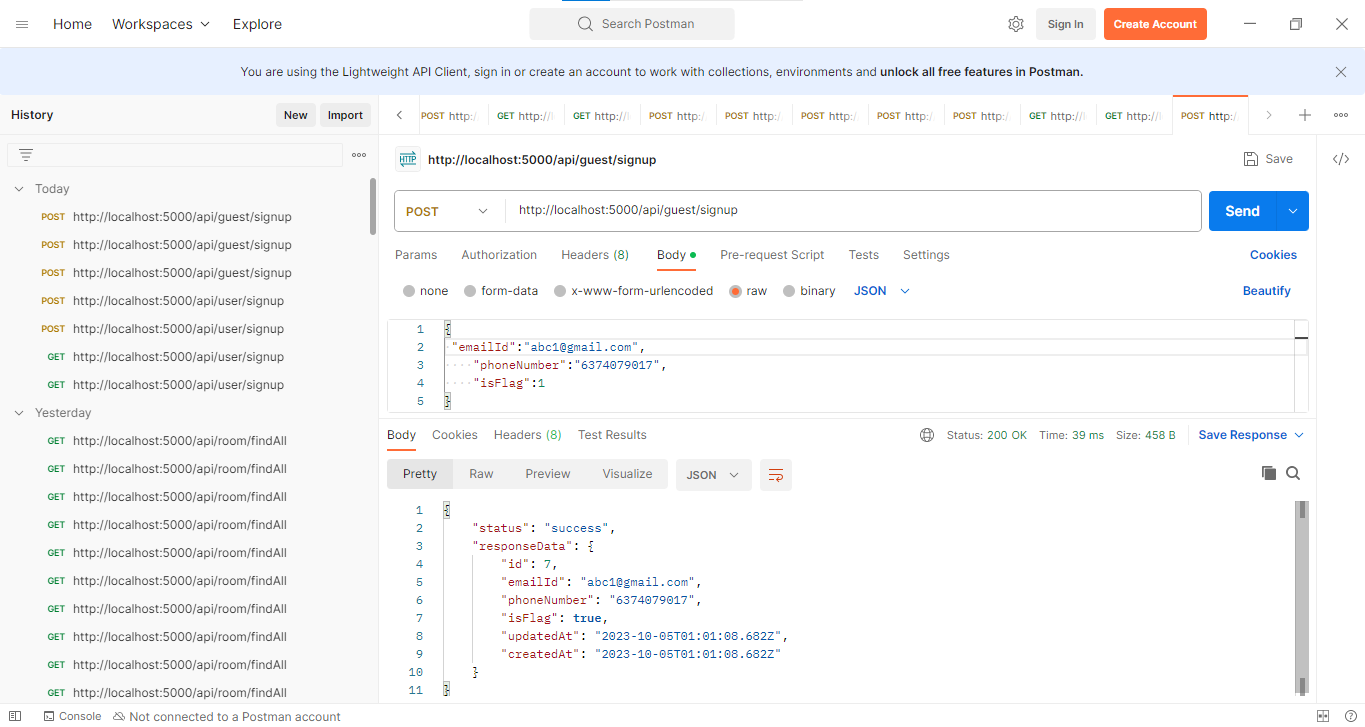 Home Workspaces Explore Search Postman Sign In Create Account
You are using the Lightweight API Client, sign in or create an account to work with collections, environments and unlock all free features in Postman.
History New Import
POST http:/ GET http://l GET http://l POST http:/ POST http:/ POST http:/ POST http:/ POST http:/ GET http://l GET http://l POST http:/
HTTP http://localhost:5000/api/guest/signup Save
Today
POST http://localhost:5000/api/guest/signup
POST http://localhost:5000/api/guest/signup
POST http://localhost:5000/api/guest/signup
POST http://localhost:5000/api/user/signup
POST http://localhost:5000/api/user/signup
GET http://localhost:5000/api/user/signup
GET http://localhost:5000/api/user/signup
Yesterday
GET http://localhost:5000/api/room/findAll
GET http://localhost:5000/api/room/findAll
GET http://localhost:5000/api/room/findAll
GET http://localhost:5000/api/room/findAll
GET http://localhost:5000/api/room/findAll
GET http://localhost:5000/api/room/findAll
GET http://localhost:5000/api/room/findAll
GET http://localhost:5000/api/room/findAll
GET http://localhost:5000/api/room/findAll
GET http://localhost:5000/api/room/findAll
POST http://localhost:5000/api/guest/signup Send
Params Authorization Headers (8) Body Pre-request Script Tests Settings Cookies
none form-data x-www-form-urlencoded raw binary JSON Beautify
1 {
2 "emailId":"abc1@gmail.com",
3 "phoneNumber":"6374079017",
4 "isFlag":1
5 }
Body Cookies Headers (8) Test Results Status: 200 OK Time: 39 ms Size: 458 B Save Response
Pretty Raw Preview Visualize JSON
1 {
2 "status": "success",
3 "responseData": {
4 "id": 7,
5 "emailId": "abc1@gmail.com",
6 "phoneNumber": "6374079017",
7 "isFlag": true,
8 "updatedAt": "2023-10-05T01:01:08.682Z",
9 "createdAt": "2023-10-05T01:01:08.682Z"
10 }
11 }
Console Not connected to a Postman account